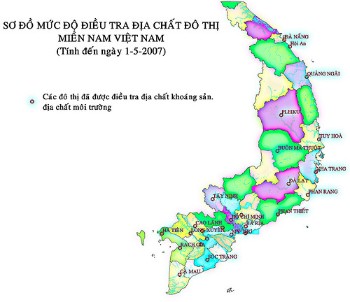 SƠ ĐỒ MỨC ĐỘ ĐIỀU TRA ĐỊA CHẤT ĐÔ THỊ
MIỀN NAM VIỆT NAM
(Tính đến ngày 1-5-2007)
Các đô thị đã được điều tra địa chất khoáng sản.
địa chất môi trường
ĐÀ NẴNG
Hội An
QUẢNG NGÃI
PLEIKU
TUY HOÀ
BUÔN MA THUỘT
NHA TRANG
ĐÀ LẠT
PHAN RANG
TÂY NINH
PHAN THIẾT
CAO LÃNH
HỒ CHÍ MINH
BÀ RỊA
HÀ TIÊN
LONG XUYÊN
RẠCH GIÁ
SÓC TRĂNG
CÀ MAU